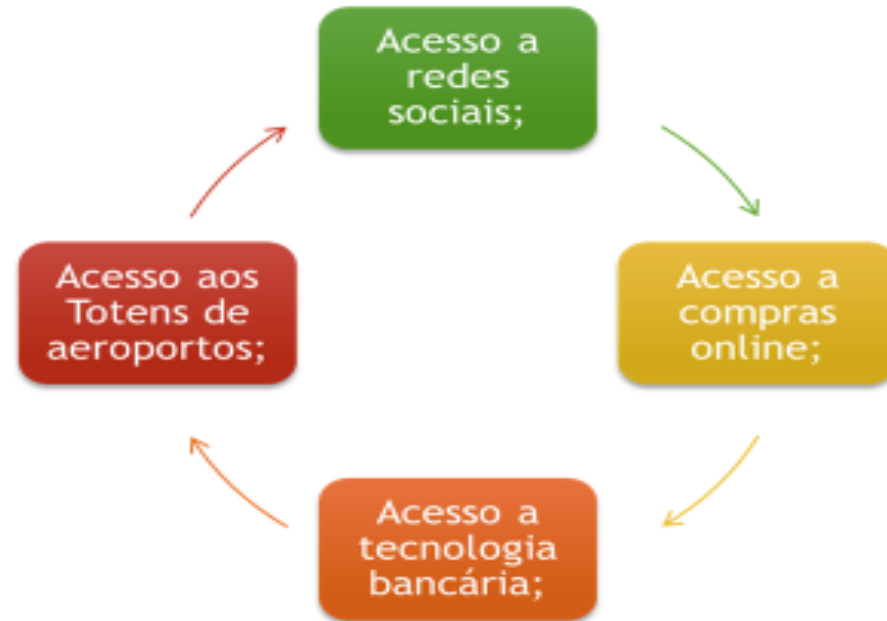 Acesso a
redes
sociais;
Acesso a
compras
online;
Acesso a
tecnologia
bancária;
Acesso aos
Totens de
aeroportos;